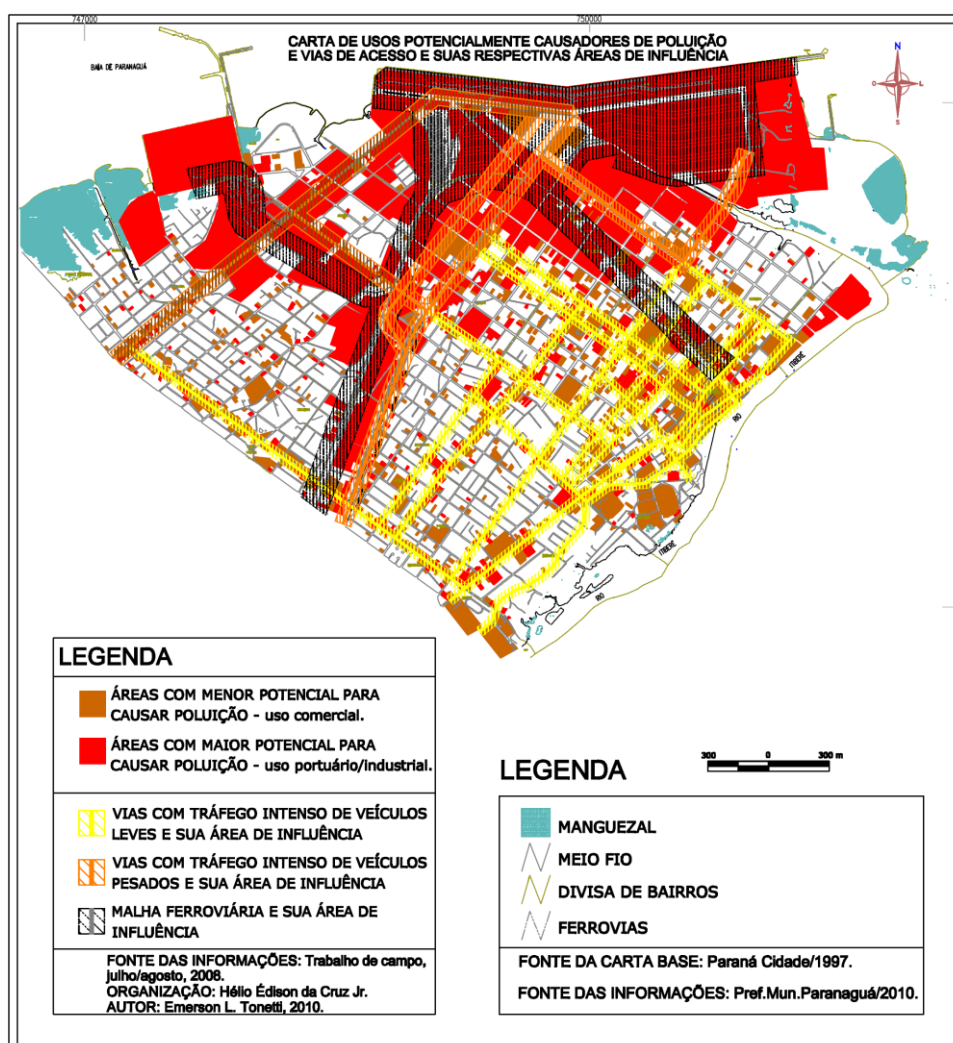 747000
750000
CARTA DE USOS POTENCIALMENTE CAUSADORES DE POLUIÇÃO
E VIAS DE ACESSO E SUAS RESPECTIVAS ÁREAS DE INFLUÊNCIA
BAÍA DE PARANAGUÁ
N
O
L
S
ITIBERÊ
RIO
ITIBERÊ
RIO
LEGENDA
ÁREAS COM MENOR POTENCIAL PARA
CAUSAR POLUIÇÃO - uso comercial.
ÁREAS COM MAIOR POTENCIAL PARA
CAUSAR POLUIÇÃO - uso portuário/industrial.
VIAS COM TRÁFEGO INTENSO DE VEÍCULOS
LEVES E SUA ÁREA DE INFLUÊNCIA
VIAS COM TRÁFEGO INTENSO DE VEÍCULOS
PESADOS E SUA ÁREA DE INFLUÊNCIA
MALHA FERROVIÁRIA E SUA ÁREA DE
INFLUÊNCIA
FONTE DAS INFORMAÇÕES: Trabalho de campo,
julho/agosto, 2008.
ORGANIZAÇÃO: Hélio Édison da Cruz Jr.
AUTOR: Emerson L. Tonetti, 2010.
300 0 300 m
LEGENDA
MANGUEZAL
MEIO FIO
DIVISA DE BAIRROS
FERROVIAS
FONTE DA CARTA BASE: Paraná Cidade/1997.
FONTE DAS INFORMAÇÕES: Pref.Mun.Paranaguá/2010.